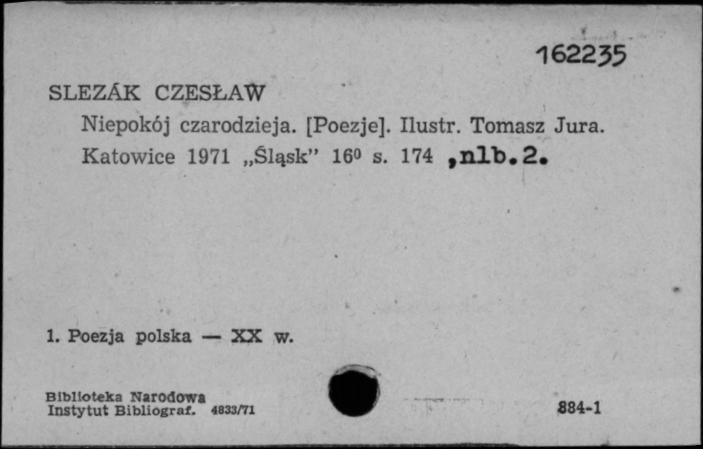 162235
SLEZÁK CZESŁAW
Niepokój czarodzieja. [Poezje]. Ilustr. Tomasz Jura.
Katowice 1971 „Śląsk” 16⁰ s. 174 ,nlb.2.
1. Poezja polska — XX w.
Biblioteka Narodowa
Instytut Bibliograf. 4833/71
884-1